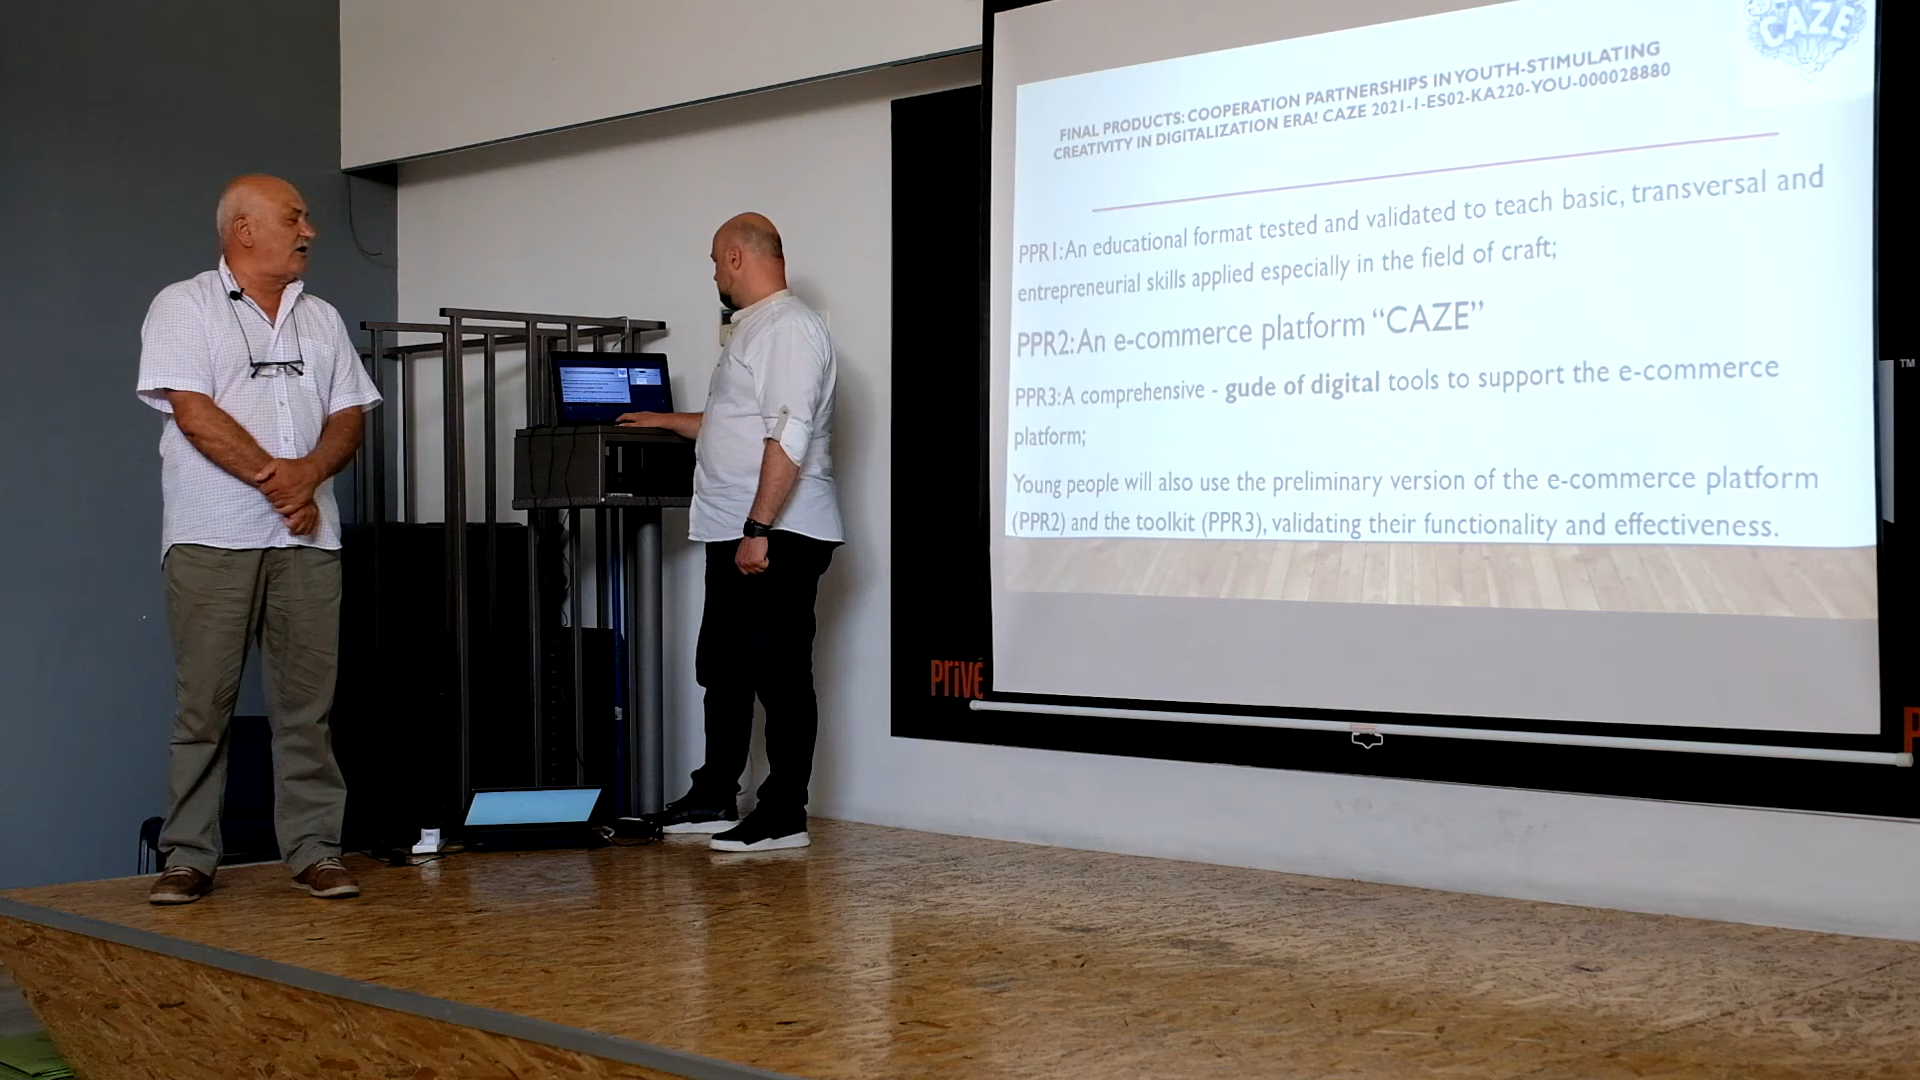 CAZE
FINAL PRODUCTS: COOPERATION PARTNERSHIPS IN YOUTH-STIMULATING
CREATIVITY IN DIGITALIZATION ERA! CAZE 2021-1-ES02-KA220-YOU-000028880
PPR1: An educational format tested and validated to teach basic, transversal and
entrepreneurial skills applied especially in the field of craft;
PPR2: An e-commerce platform “CAZE”
PPR3: A comprehensive - gude of digital tools to support the e-commerce
platform;
Young people will also use the preliminary version of the e-commerce platform
(PPR2) and the toolkit (PPR3), validating their functionality and effectiveness.
TM
privé